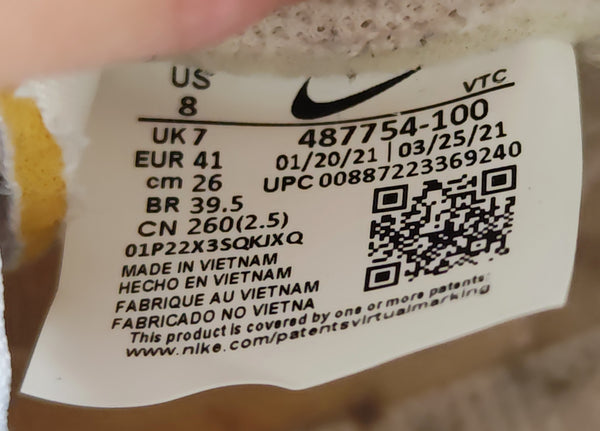 US
8
VTC
UK 7
487754-100
EUR 41
01/20/21 | 03/25/21
cm 26
UPC 00887223369240
BR 39.5
CN 260(2.5)
01P22X3SQKJXQ
MADE IN VIETNAM
HECHO EN VIETNAM
FABRIQUE AU VIETNAM
FABRICADO NO VIETNA
This product is covered by one or more patents:
www.nike.com/patentsvirtualmarking